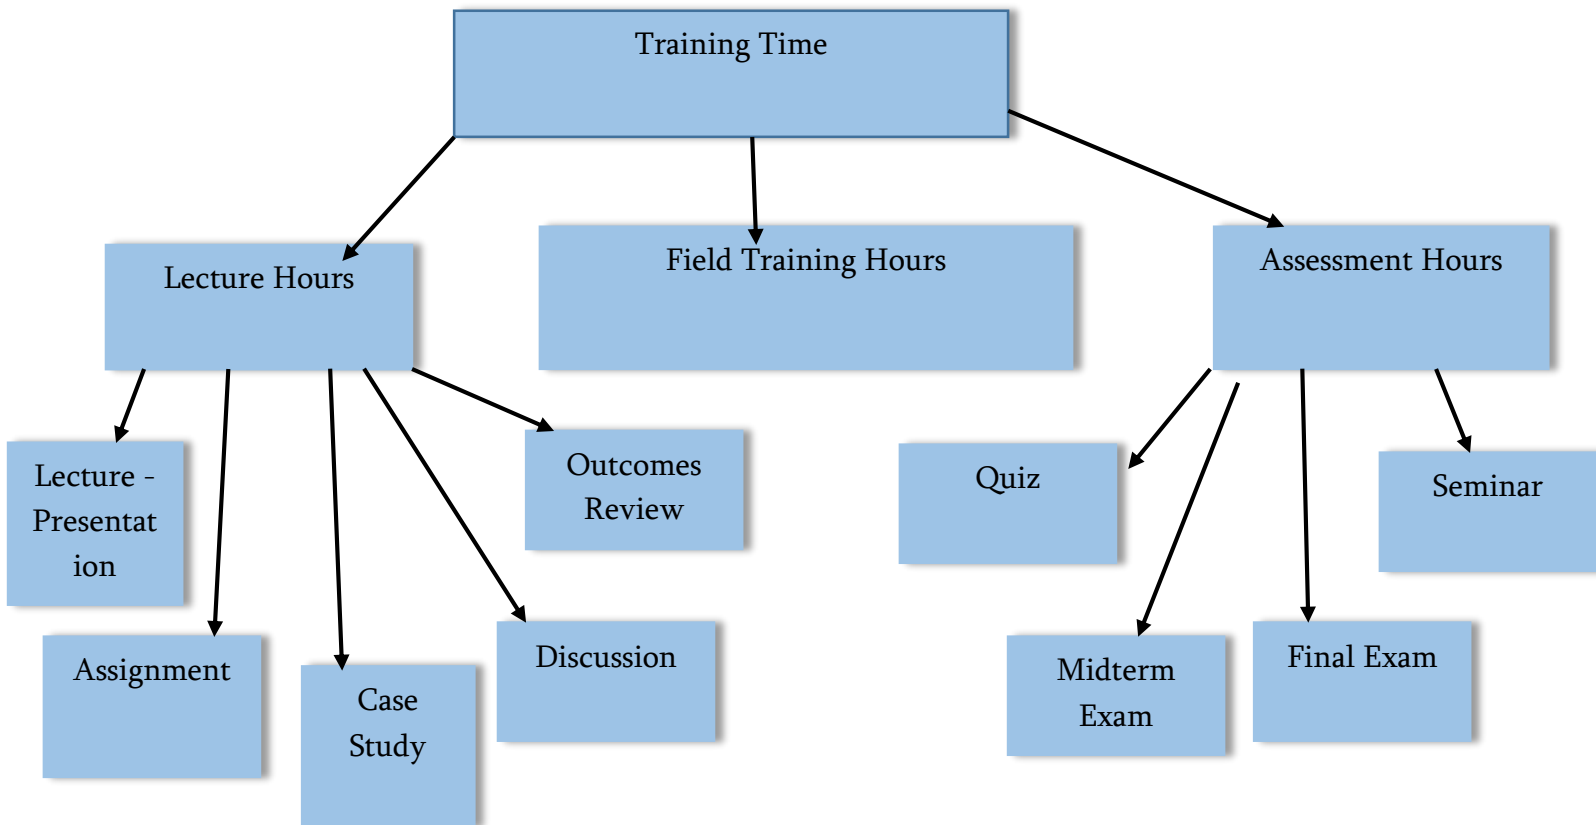 Training Time
Lecture Hours
Field Training Hours
Assessment Hours
Lecture -
Presentat
ion
Outcomes
Review
Quiz
Seminar
Assignment
Case
Study
Discussion
Midterm
Exam
Final Exam